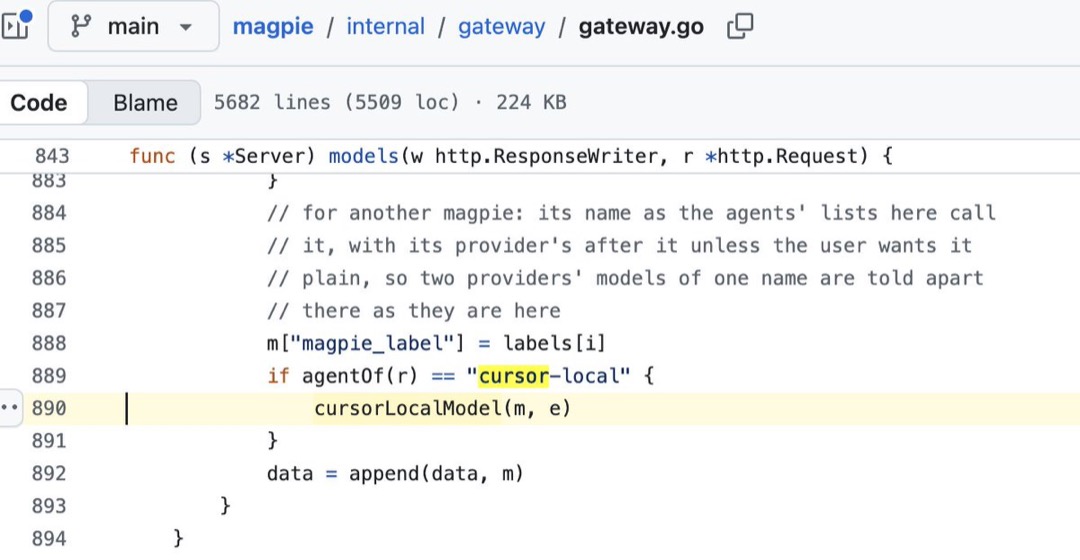 main
magpie / internal / gateway / gateway.go
Code Blame 5682 lines (5509 loc) · 224 KB
843 func (s *Server) models(w http.ResponseWriter, r *http.Request) {
883 }
884 // for another magpie: its name as the agents' lists here call
885 // it, with its provider's after it unless the user wants it
886 // plain, so two providers' models of one name are told apart
887 // there as they are here
888 m["magpie_label"] = labels[i]
889 if agentOf(r) == "cursor-local" {
890 cursorLocalModel(m, e)
891 }
892 data = append(data, m)
893 }
894 }